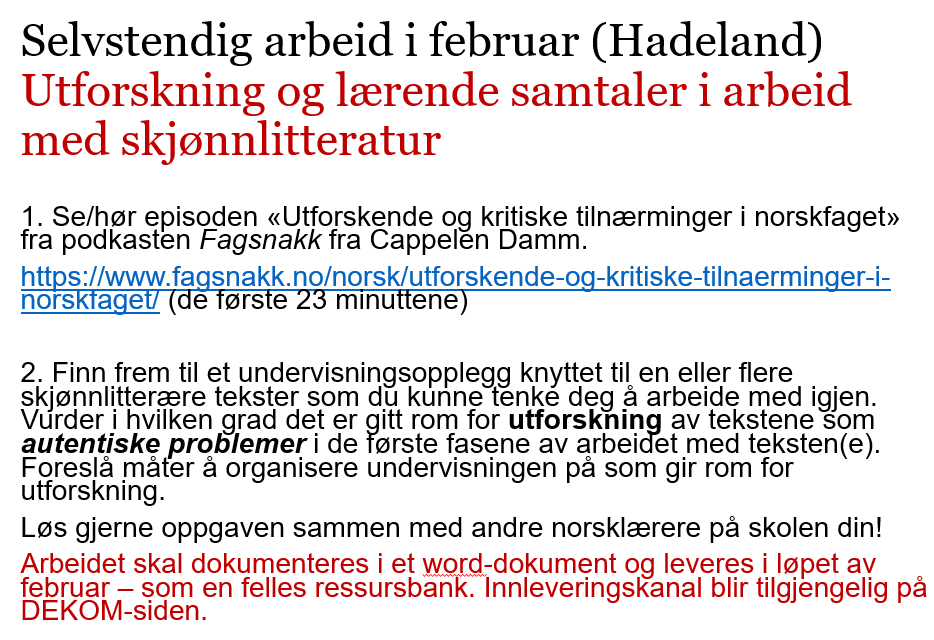 Selvstendig arbeid i februar (Hadeland)
Utforskning og lærende samtaler i arbeid
med skjønnlitteratur
1. Se/hør episoden «Utforskende og kritiske tilnærminger i norskfaget»
fra podkasten Fagsnakk fra Cappelen Damm.
https://www.fagsnakk.no/norsk/utforskende-og-kritiske-tilnaerminger-i-
norskfaget/ (de første 23 minuttene)
2. Finn frem til et undervisningsopplegg knyttet til en eller flere
skjønnlitterære tekster som du kunne tenke deg å arbeide med igjen.
Vurder i hvilken grad det er gitt rom for utforskning av tekstene som
autentiske problemer i de første fasene av arbeidet med teksten(e).
Foreslå måter å organisere undervisningen på som gir rom for
utforskning.
Løs gjerne oppgaven sammen med andre norsklærere på skolen din!
Arbeidet skal dokumenteres i et word-dokument og leveres i løpet av
februar – som en felles ressursbank. Innleveringskanal blir tilgjengelig på
DEKOM-siden.